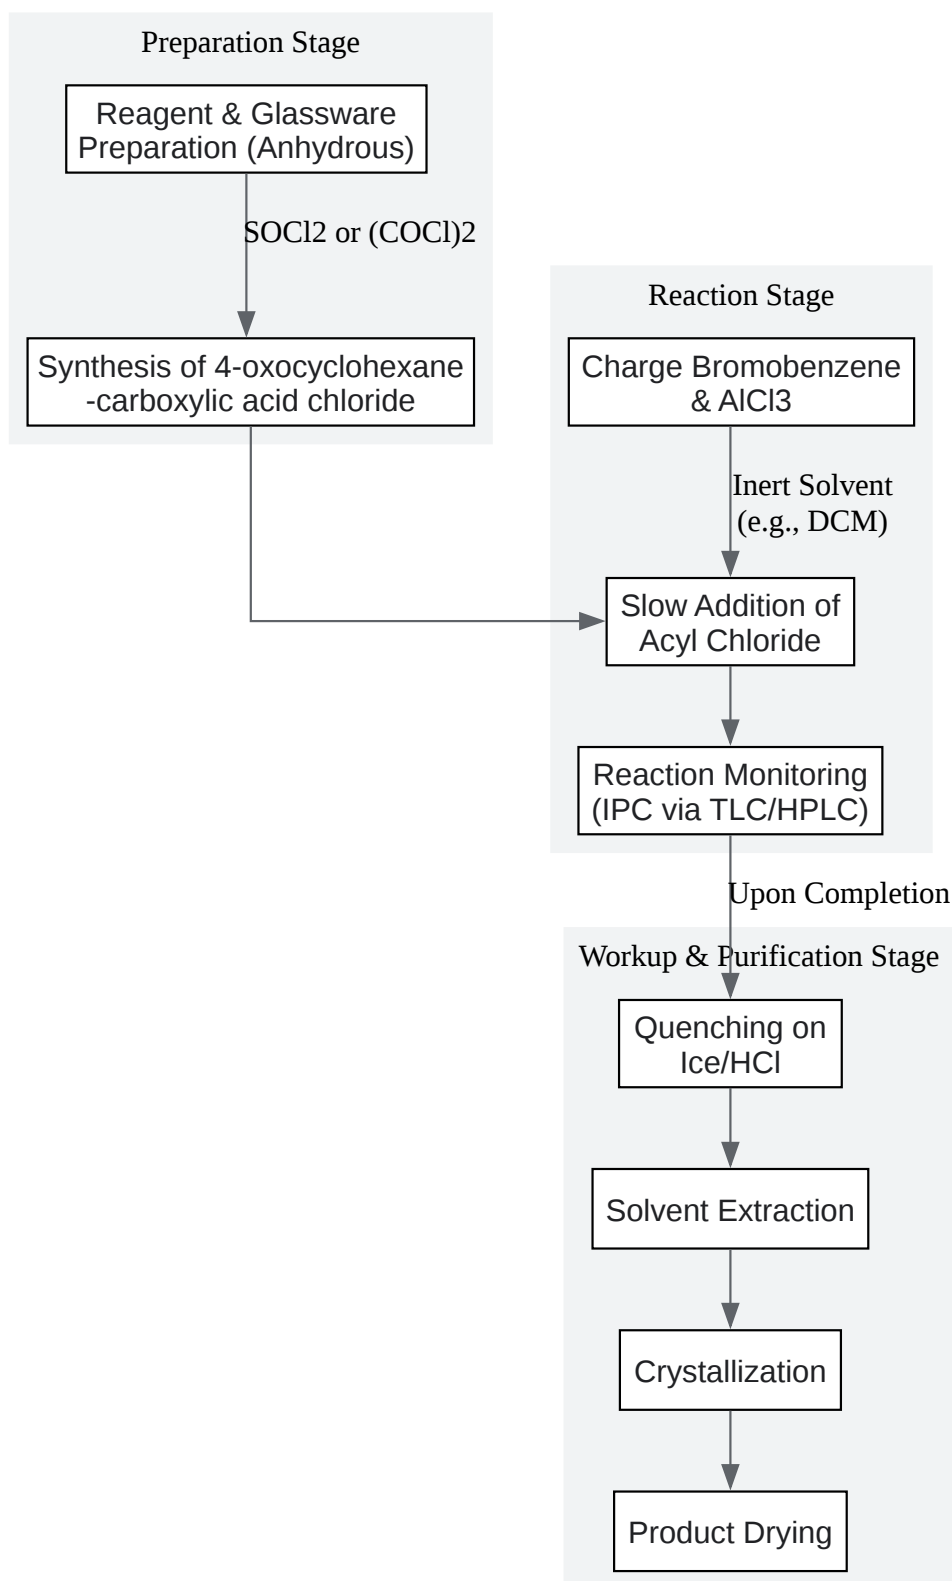 Preparation Stage
Reagent & Glassware
Preparation (Anhydrous)
SOCl2 or (COCl)2
Synthesis of 4-oxocyclohexane
-carboxylic acid chloride
Reaction Stage
Charge Bromobenzene
& AlCl3
Inert Solvent
(e.g., DCM)
Slow Addition of
Acyl Chloride
Reaction Monitoring
(IPC via TLC/HPLC)
Upon Completion
Workup & Purification Stage
Quenching on
Ice/HCl
Solvent Extraction
Crystallization
Product Drying